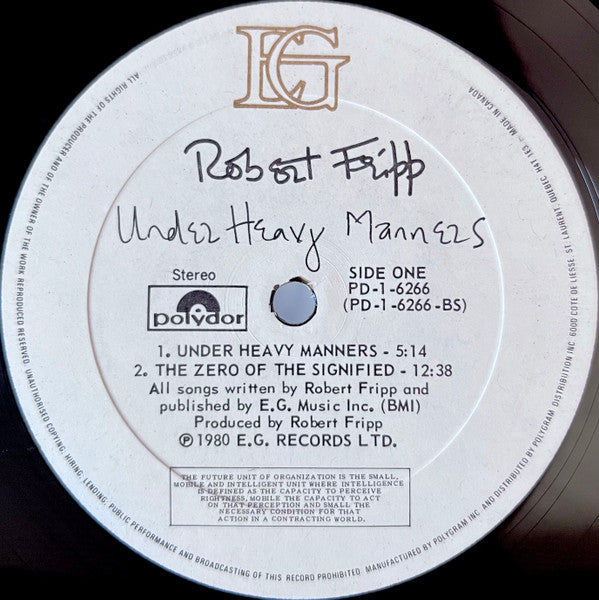 EG
Robert Fripp
Under Heavy Manners
Stereo
polydor
SIDE ONE
PD-1-6266
(PD-1-6266-BS)
1. UNDER HEAVY MANNERS - 5:14
2. THE ZERO OF THE SIGNIFIED - 12:38
All songs written by Robert Fripp and
published by E.G. Music Inc. (BMI)
Produced by Robert Fripp
℗ 1980 E.G. RECORDS LTD.
THE FUTURE UNIT OF ORGANIZATION IS THE SMALL,
MOBILE AND INTELLIGENT UNIT WHERE INTELLIGENCE
IS DEFINED AS THE CAPACITY TO PERCEIVE
RIGHTNESS, MOBILE THE CAPACITY TO ACT
ON THAT PERCEPTION AND SMALL THE
NECESSARY CONDITION FOR THAT
ACTION IN A CONTRACTING WORLD.
ALL RIGHTS OF THE PRODUCER AND OF THE OWNER OF THE WORK REPRODUCED RESERVED. UNAUTHORISED COPYING, HIRING, LENDING, PUBLIC PERFORMANCE AND BROADCASTING OF THIS RECORD PROHIBITED. MANUFACTURED BY POLYGRAM INC. AND DISTRIBUTED BY POLYGRAM DISTRIBUTION INC 6000 COTE DE LIESSE, ST LAURENT, QUEBEC H4T 1E3 - MADE IN CANADA